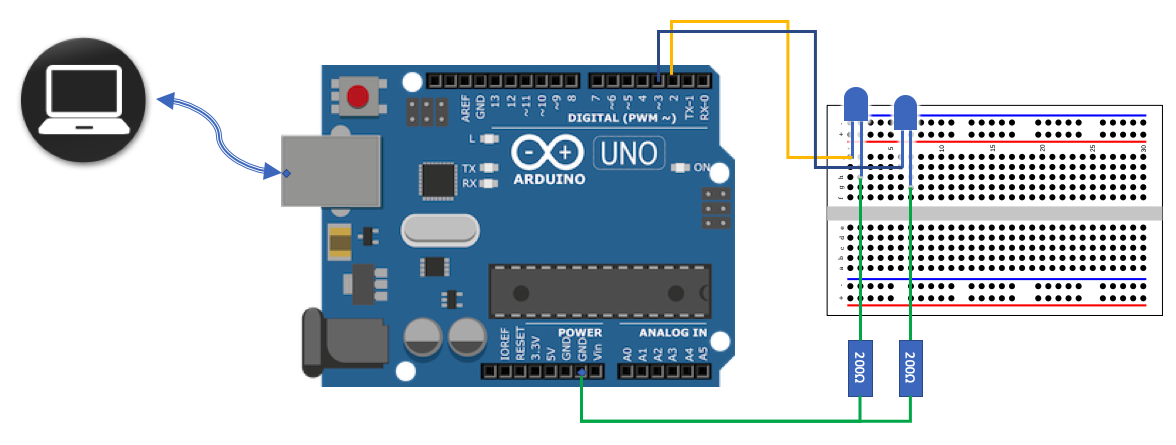 AREF
GND
13
12
~11
~10
~9
8
7
~6
~5
4
~3
2
TX-1
RX-0
DIGITAL (PWM ~)
L
TX
RX
ARDUINO
UNO
ON
IOREF
RESET
3.3V
5V
GND
GND
Vin
POWER
ANALOG IN
A0
A1
A2
A3
A4
A5
5
10
15
20
25
30
h
g
f
e
d
c
b
a
200Ω
200Ω